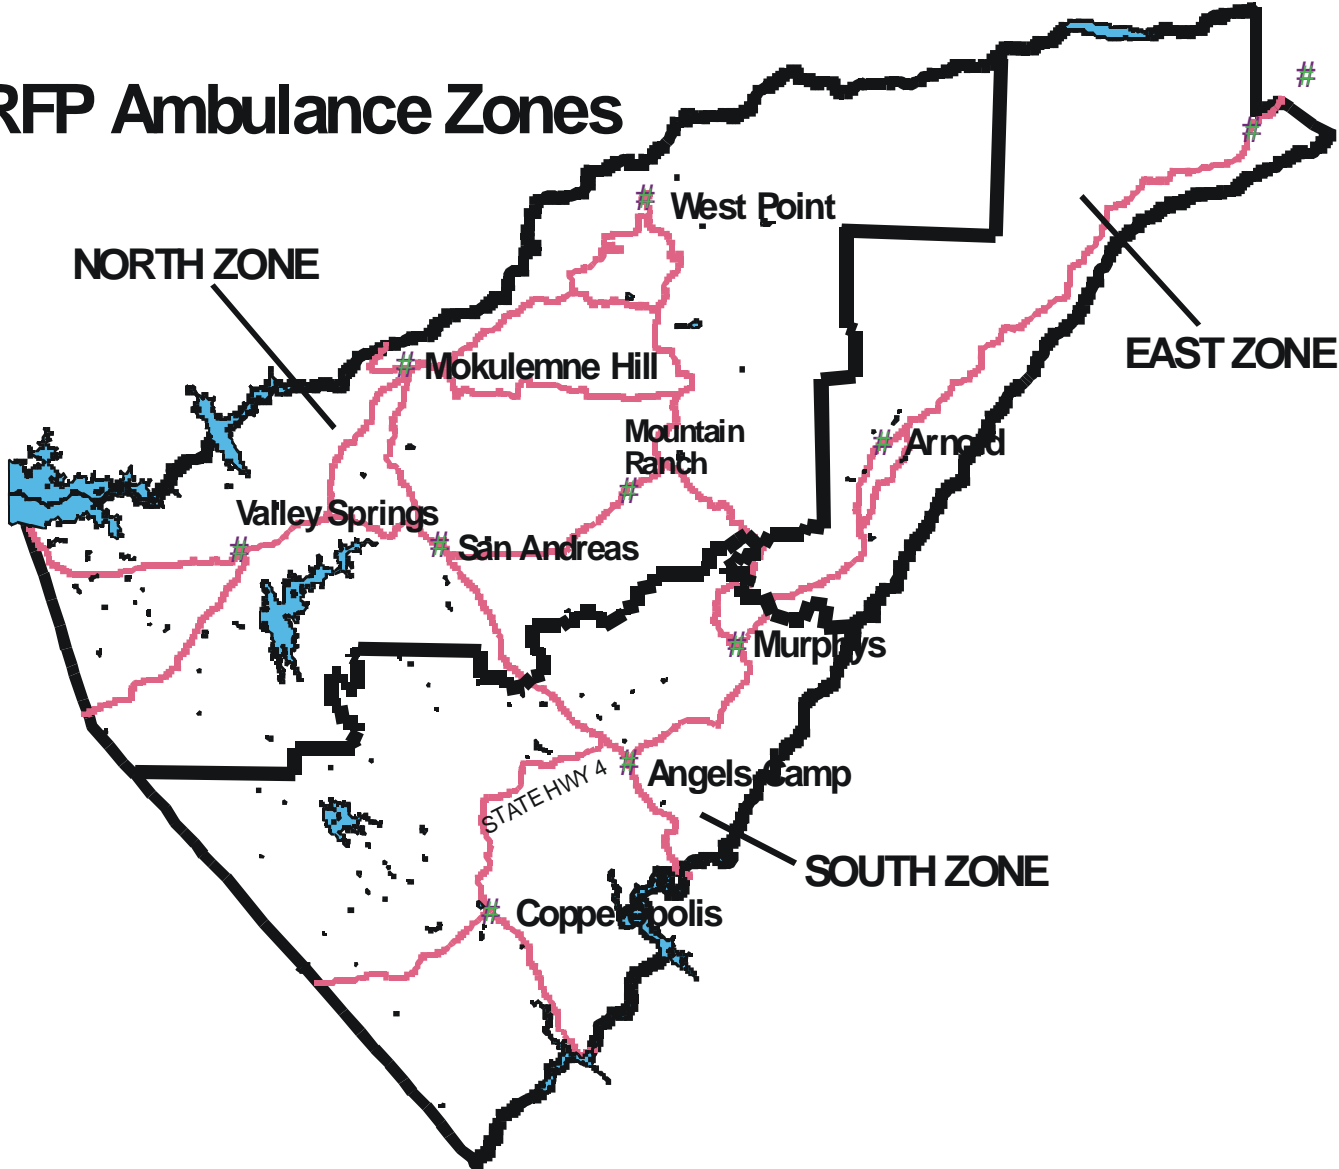 RFP Ambulance Zones
West Point
NORTH ZONE
EAST ZONE
Mokulemne Hill
Mountain
Ranch
Arnold
Valley Springs
San Andreas
Murphys
Angels Camp
STATE HWY 4
SOUTH ZONE
Copperopolis